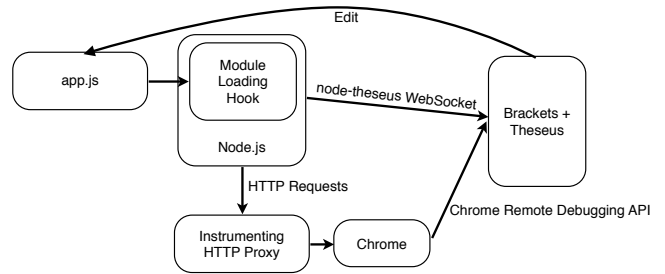 Edit
app.js
Module
Loading
Hook
Node.js
node-theseus WebSocket
Brackets +
Theseus
HTTP Requests
Chrome Remote Debugging API
Instrumenting
HTTP Proxy
Chrome